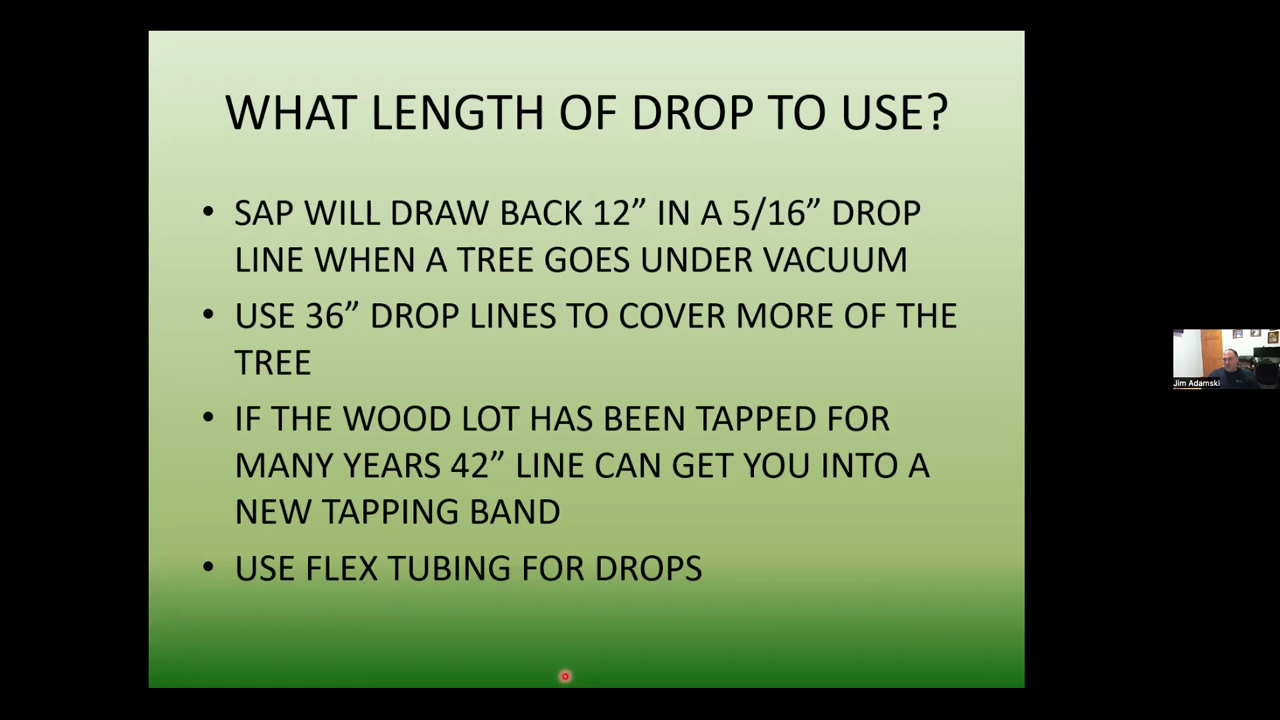 WHAT LENGTH OF DROP TO USE?
• SAP WILL DRAW BACK 12” IN A 5/16” DROP
LINE WHEN A TREE GOES UNDER VACUUM
• USE 36” DROP LINES TO COVER MORE OF THE
TREE
• IF THE WOOD LOT HAS BEEN TAPPED FOR
MANY YEARS 42” LINE CAN GET YOU INTO A
NEW TAPPING BAND
• USE FLEX TUBING FOR DROPS
Jim Adamski